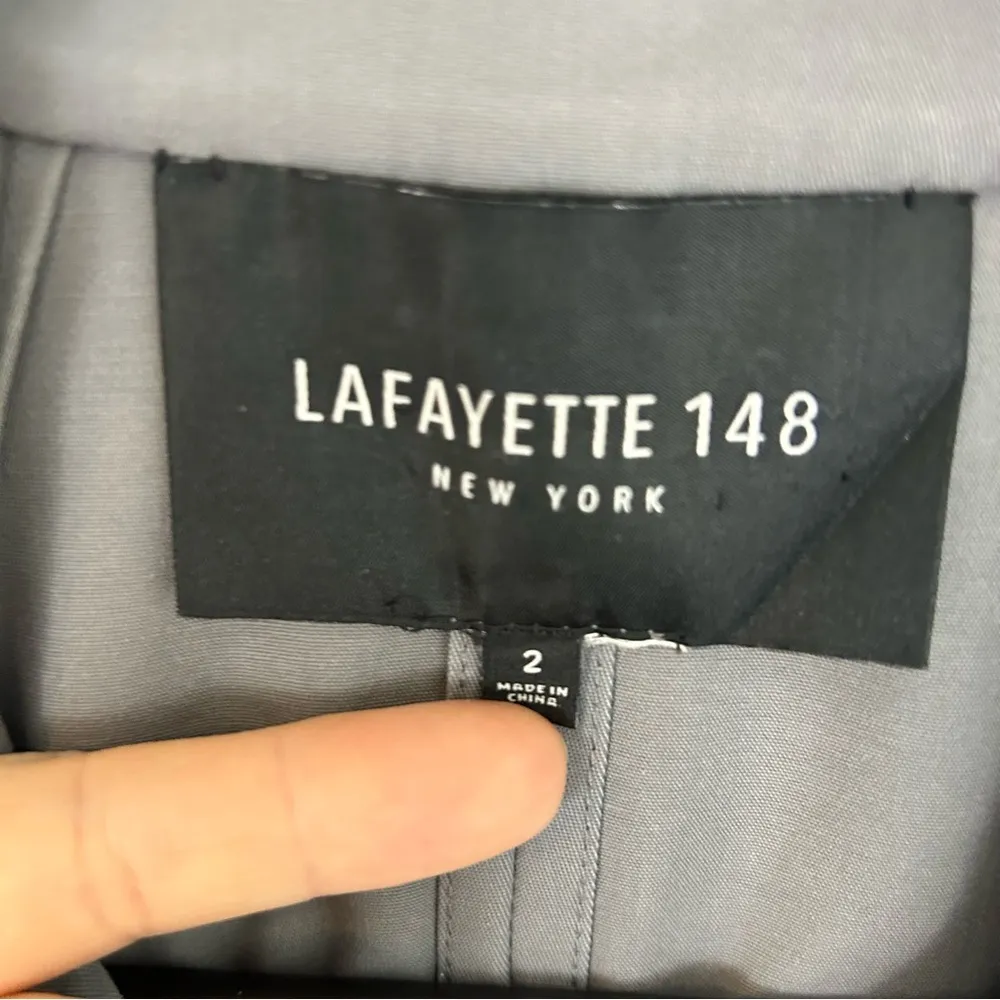 LAFAYETTE 148
NEW YORK
2
MADE IN
CHINA